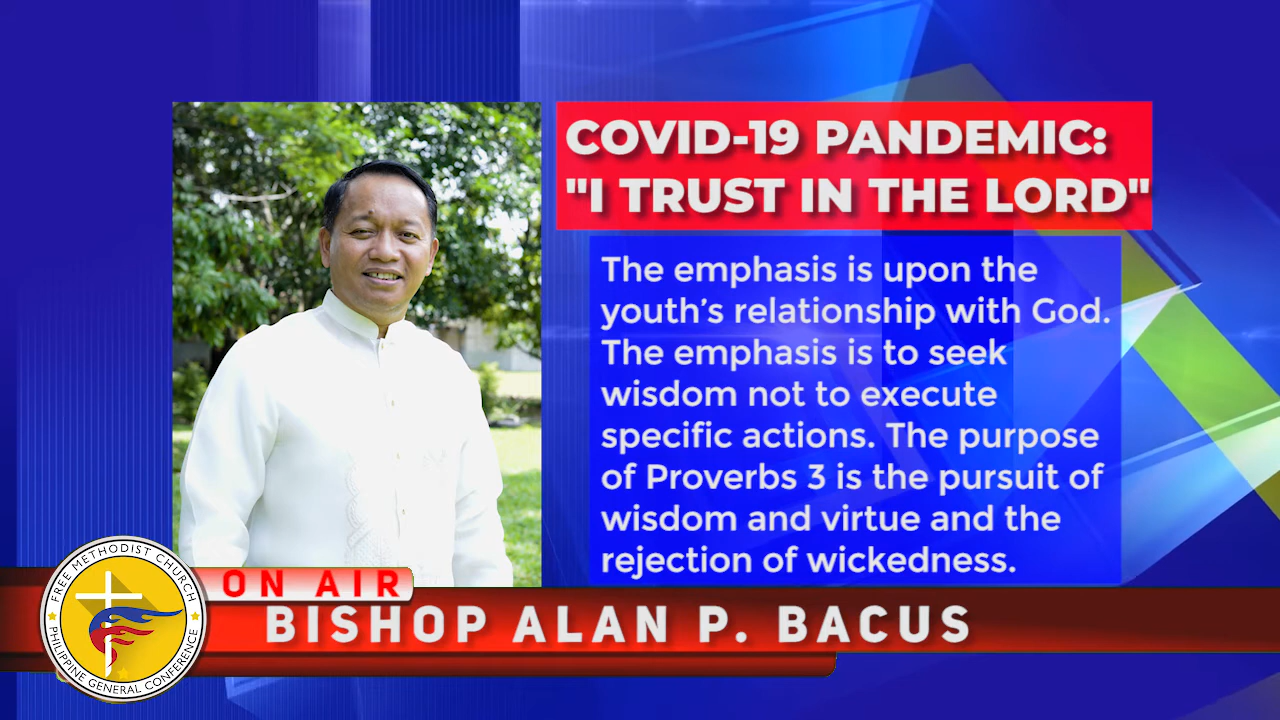 COVID-19 PANDEMIC:
"I TRUST IN THE LORD"
The emphasis is upon the
youth’s relationship with God.
The emphasis is to seek
wisdom not to execute
specific actions. The purpose
of Proverbs 3 is the pursuit of
wisdom and virtue and the
rejection of wickedness.
ON AIR
BISHOP ALAN P. BACUS
FREE METHODIST CHURCH
PHILIPPINE GENERAL CONFERENCE